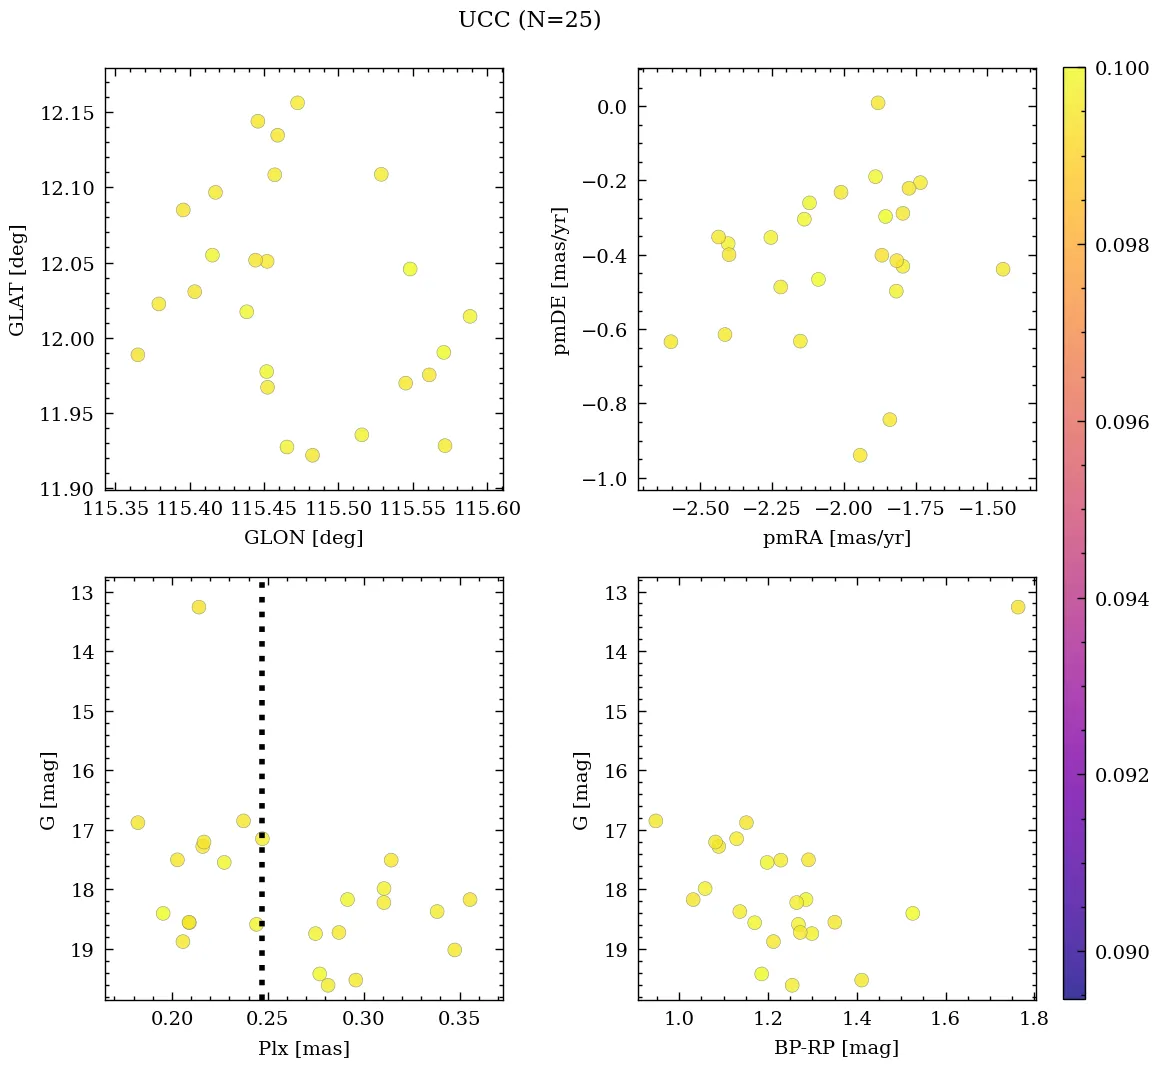 UCC (N=25)
12.15
12.10
12.05
12.00
11.95
11.90
GLAT [deg]
115.35 115.40 115.45 115.50 115.55 115.60
GLON [deg]
0.0
−0.2
−0.4
−0.6
−0.8
−1.0
pmDE [mas/yr]
−2.50 −2.25 −2.00 −1.75 −1.50
pmRA [mas/yr]
13
14
15
16
17
18
19
G [mag]
0.20 0.25 0.30 0.35
Plx [mas]
13
14
15
16
17
18
19
G [mag]
1.0 1.2 1.4 1.6 1.8
BP-RP [mag]
0.100
0.098
0.096
0.094
0.092
0.090